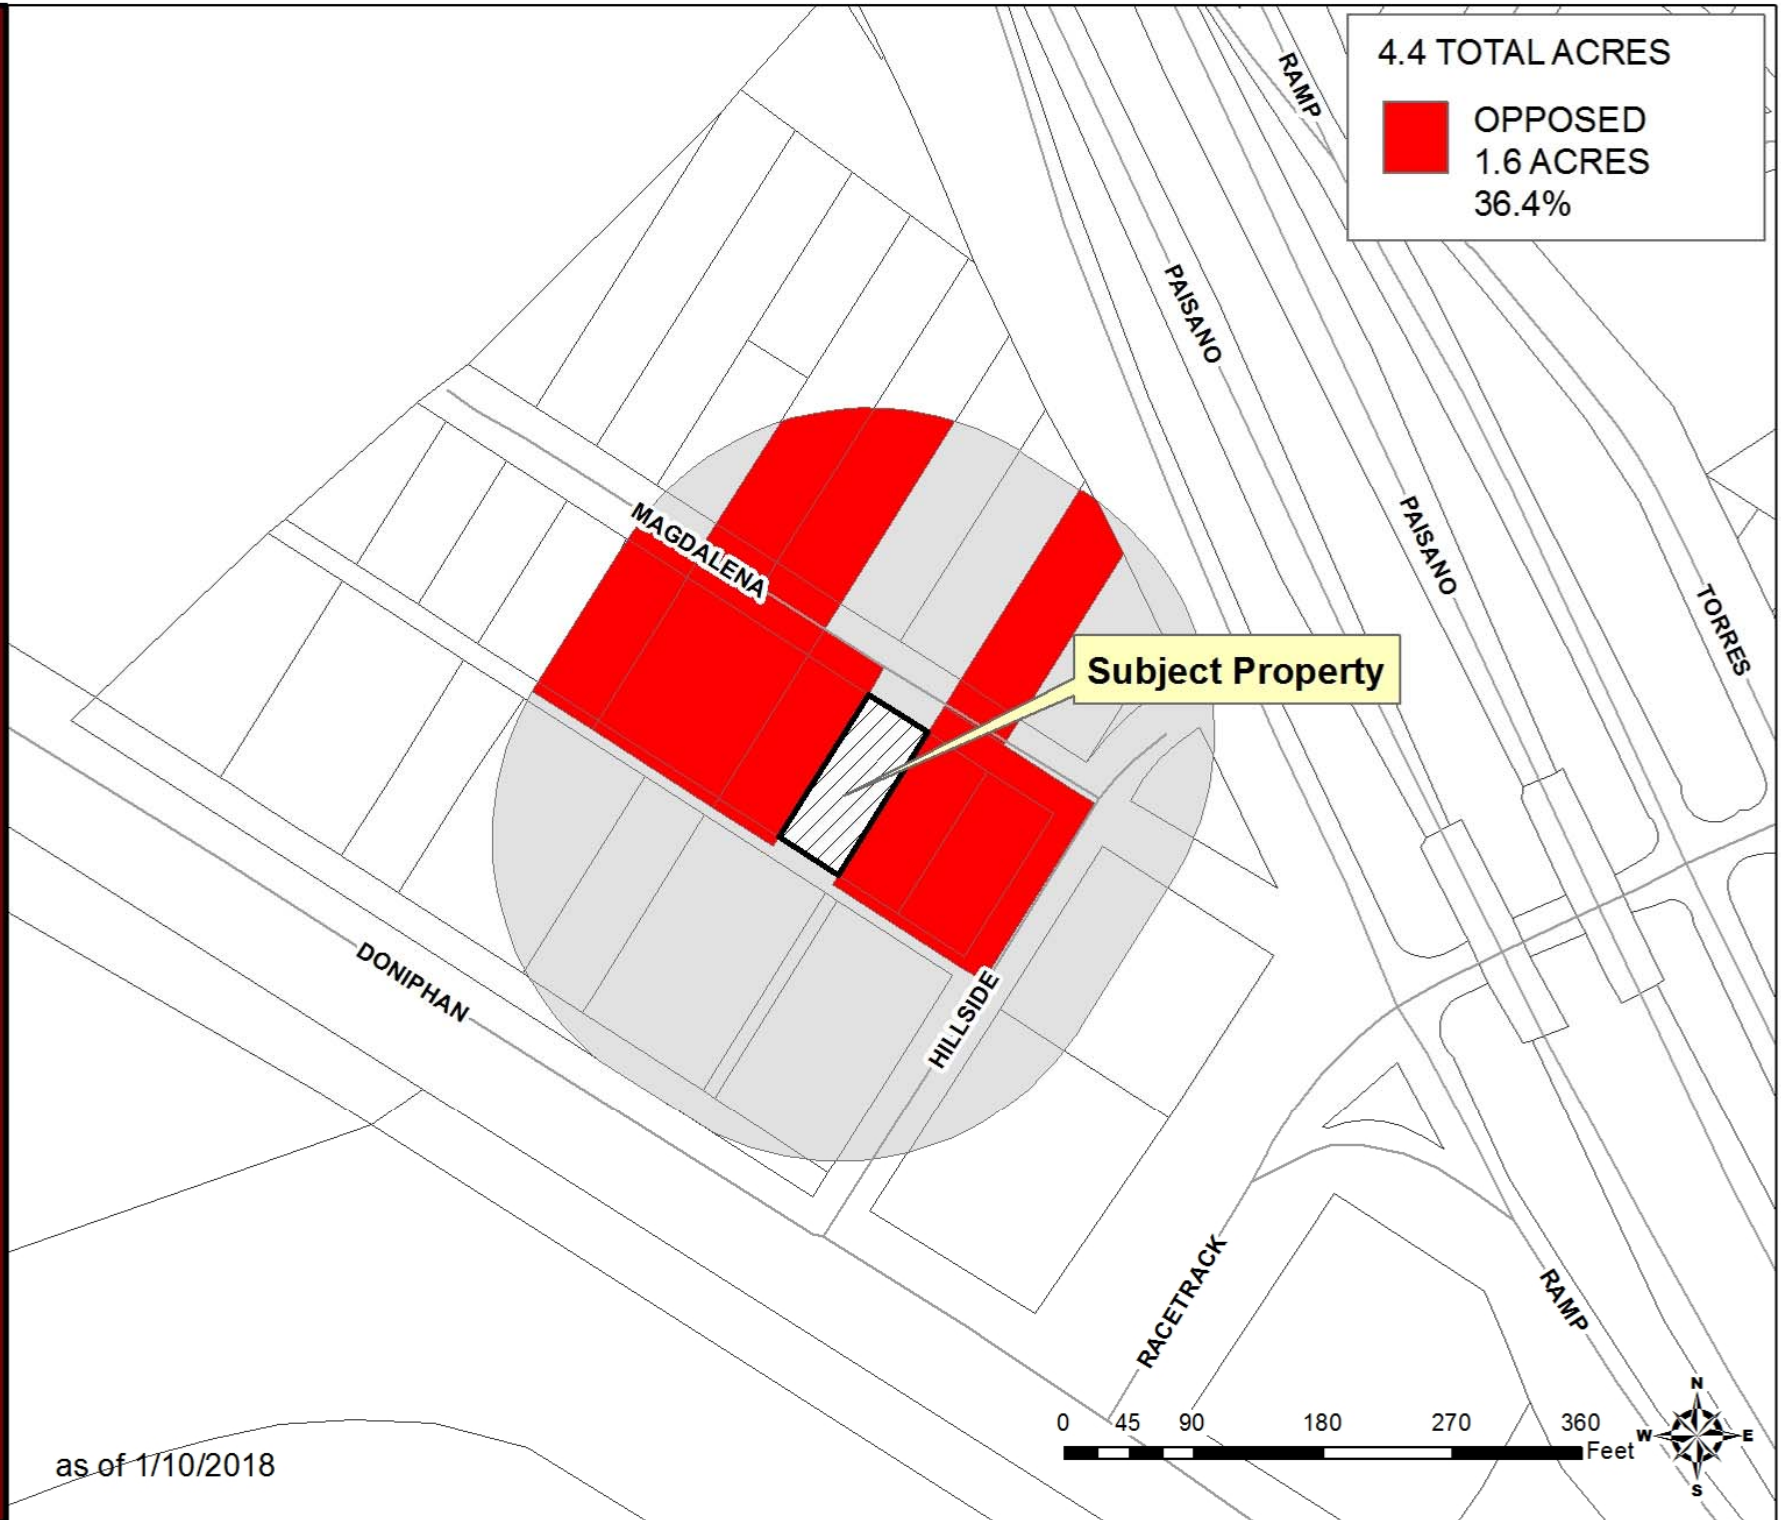 4.4 TOTAL ACRES
OPPOSED
1.6 ACRES
36.4%
RAMP
PAISANO
PAISANO
TORRES
MAGDALENA
Subject Property
DONIPHAN
HILLSIDE
RACETRACK
RAMP
0 45 90 180 270 360
Feet
N
W E
S
as of 1/10/2018